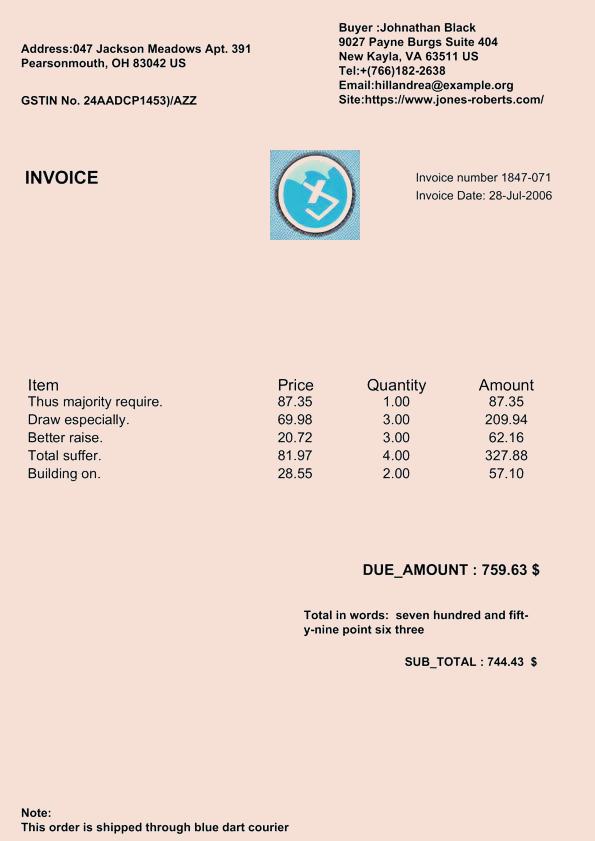 Address:047 Jackson Meadows Apt. 391
Pearsonmouth, OH 83042 US
GSTIN No. 24AADCP1453)/AZZ
Buyer :Johnathan Black
9027 Payne Burgs Suite 404
New Kayla, VA 63511 US
Tel:+(766)182-2638
Email:hillandrea@example.org
Site:https://www.jones-roberts.com/
INVOICE
Invoice number 1847-071
Invoice Date: 28-Jul-2006
Item Price Quantity Amount
Thus majority require. 87.35 1.00 87.35
Draw especially. 69.98 3.00 209.94
Better raise. 20.72 3.00 62.16
Total suffer. 81.97 4.00 327.88
Building on. 28.55 2.00 57.10
DUE_AMOUNT : 759.63 $
Total in words:  seven hundred and fift-
y-nine point six three
SUB_TOTAL : 744.43  $
Note:
This order is shipped through blue dart courier